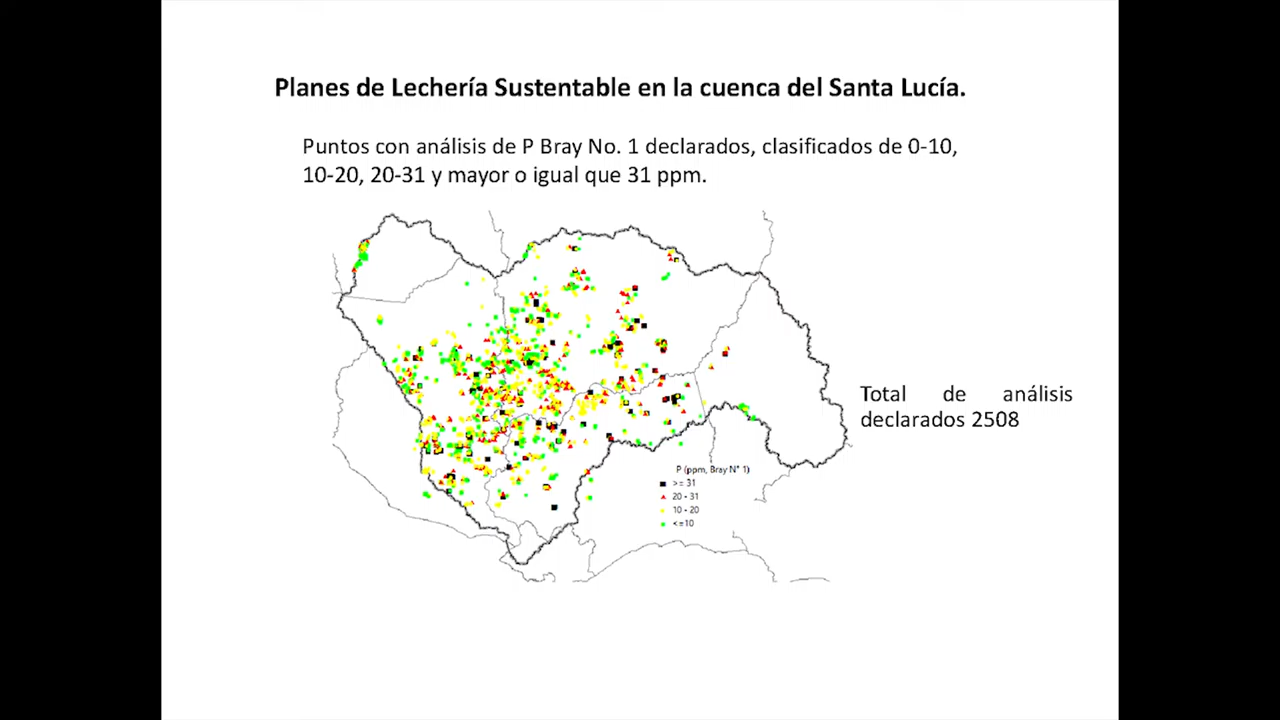 Planes de Lechería Sustentable en la cuenca del Santa Lucía.
Puntos con análisis de P Bray No. 1 declarados, clasificados de 0-10,
10-20, 20-31 y mayor o igual que 31 ppm.
Total de análisis
declarados 2508
P (ppm, Bray N° 1)
>= 31
20 - 31
10 - 20
<=10